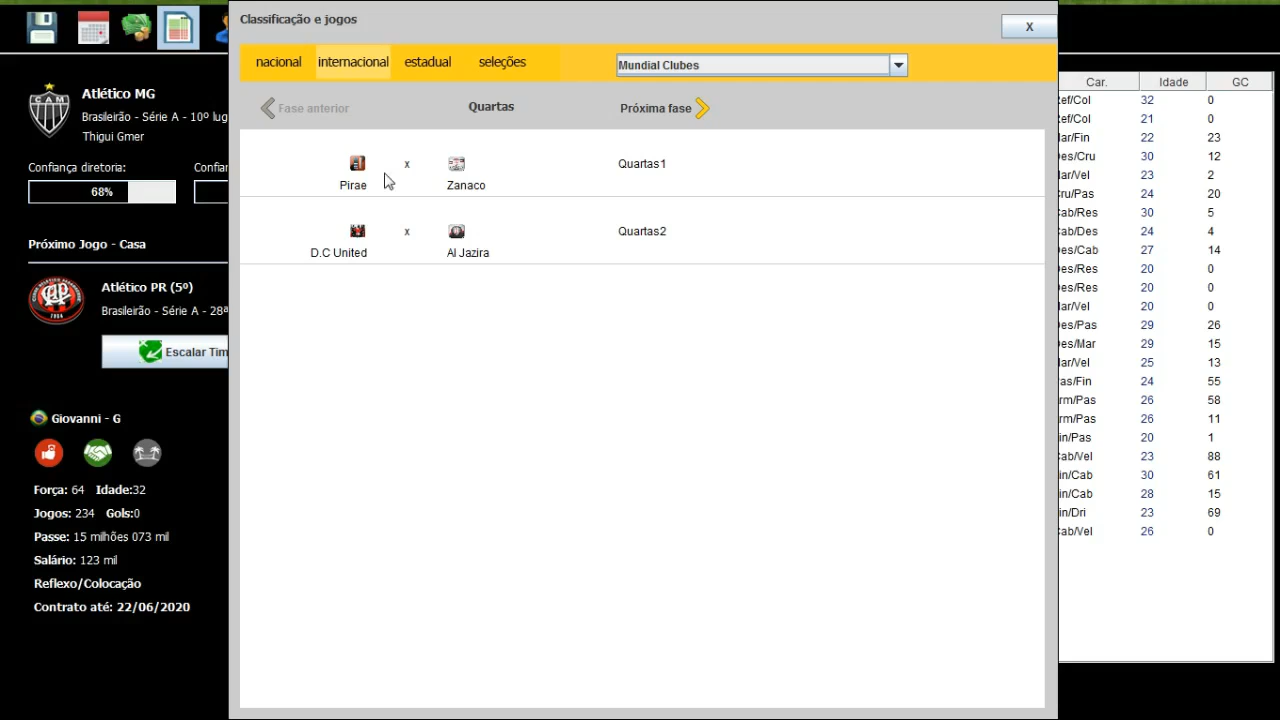 Classificação e jogos
X
nacional internacional estadual seleções Mundial Clubes
Fase anterior Quartas Próxima fase
Pirae x Zanaco Quartas1
D.C United x Al Jazira Quartas2
CAM
Atlético MG
Brasileirão - Série A - 10º lug
Thigui Gmer
Confiança diretoria: Confian
68%
Próximo Jogo - Casa
Atlético PR (5º)
Brasileirão - Série A - 28ª
Escalar Tim
Giovanni - G
Força: 64 Idade:32
Jogos: 234 Gols:0
Passe: 15 milhões 073 mil
Salário: 123 mil
Reflexo/Colocação
Contrato até: 22/06/2020
Car. Idade GC
Ref/Col 32 0
Ref/Col 21 0
Mar/Fin 22 23
Des/Cru 30 12
Mar/Vel 23 2
Cru/Pas 24 20
Cab/Res 30 5
Cab/Des 24 4
Des/Cab 27 14
Des/Res 20 0
Des/Res 20 0
Mar/Vel 20 0
Des/Pas 29 26
Des/Mar 29 15
Mar/Vel 25 13
Pas/Fin 24 55
rm/Pas 26 58
rm/Pas 26 11
in/Pas 20 1
Cab/Vel 23 88
in/Cab 30 61
in/Cab 28 15
in/Dri 23 69
Cab/Vel 26 0